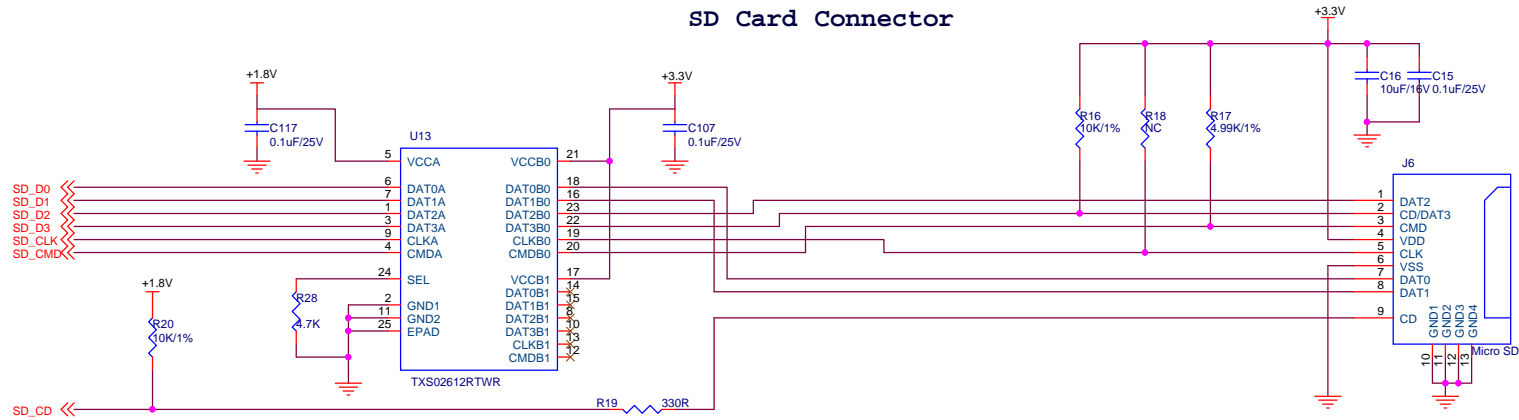 SD Card Connector
+3.3V
+1.8V
+3.3V
C117
0.1uF/25V
C107
0.1uF/25V
R16
10K/1%
R18
NC
R17
4.99K/1%
C16
10uF/16V
C15
0.1uF/25V
U13
J6
5 VCCA VCCB0 21
SD_D0 6 DAT0A DAT0B0 18
SD_D1 7 DAT1A DAT1B0 16
SD_D2 1 DAT2A DAT2B0 23
SD_D3 3 DAT3A DAT3B0 22
SD_CLK 9 CLKA CLKB0 19
SD_CMD 4 CMDA CMDB0 20
24 SEL VCCB1 17
DAT0B1 14
2 GND1 DAT1B1 15
11 GND2 DAT2B1 8
25 EPAD DAT3B1 10
CLKB1 13
CMDB1 12
TXS02612RTWR
1 DAT2
2 CD/DAT3
3 CMD
4 VDD
5 CLK
6 VSS
7 DAT0
8 DAT1
9 CD
GND1
GND2
GND3
GND4
10
11
12
13
Micro SD
+1.8V
R20
10K/1%
R28
4.7K
SD_CD
R19 330R